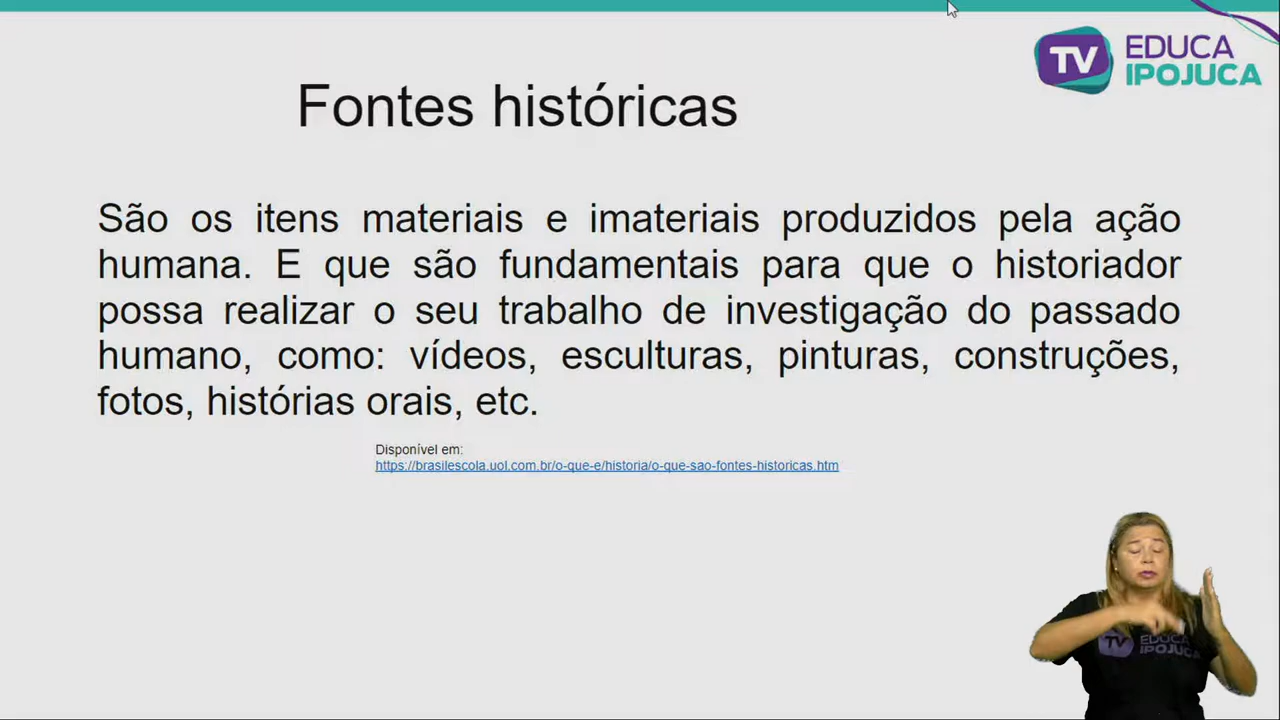 TV EDUCA
IPOJUCA
Fontes históricas
São os itens materiais e imateriais produzidos pela ação
humana. E que são fundamentais para que o historiador
possa realizar o seu trabalho de investigação do passado
humano, como: vídeos, esculturas, pinturas, construções,
fotos, histórias orais, etc.
Disponível em:
https://brasilescola.uol.com.br/o-que-e/historia/o-que-sao-fontes-historicas.htm
TV EDUCA
IPOJUCA